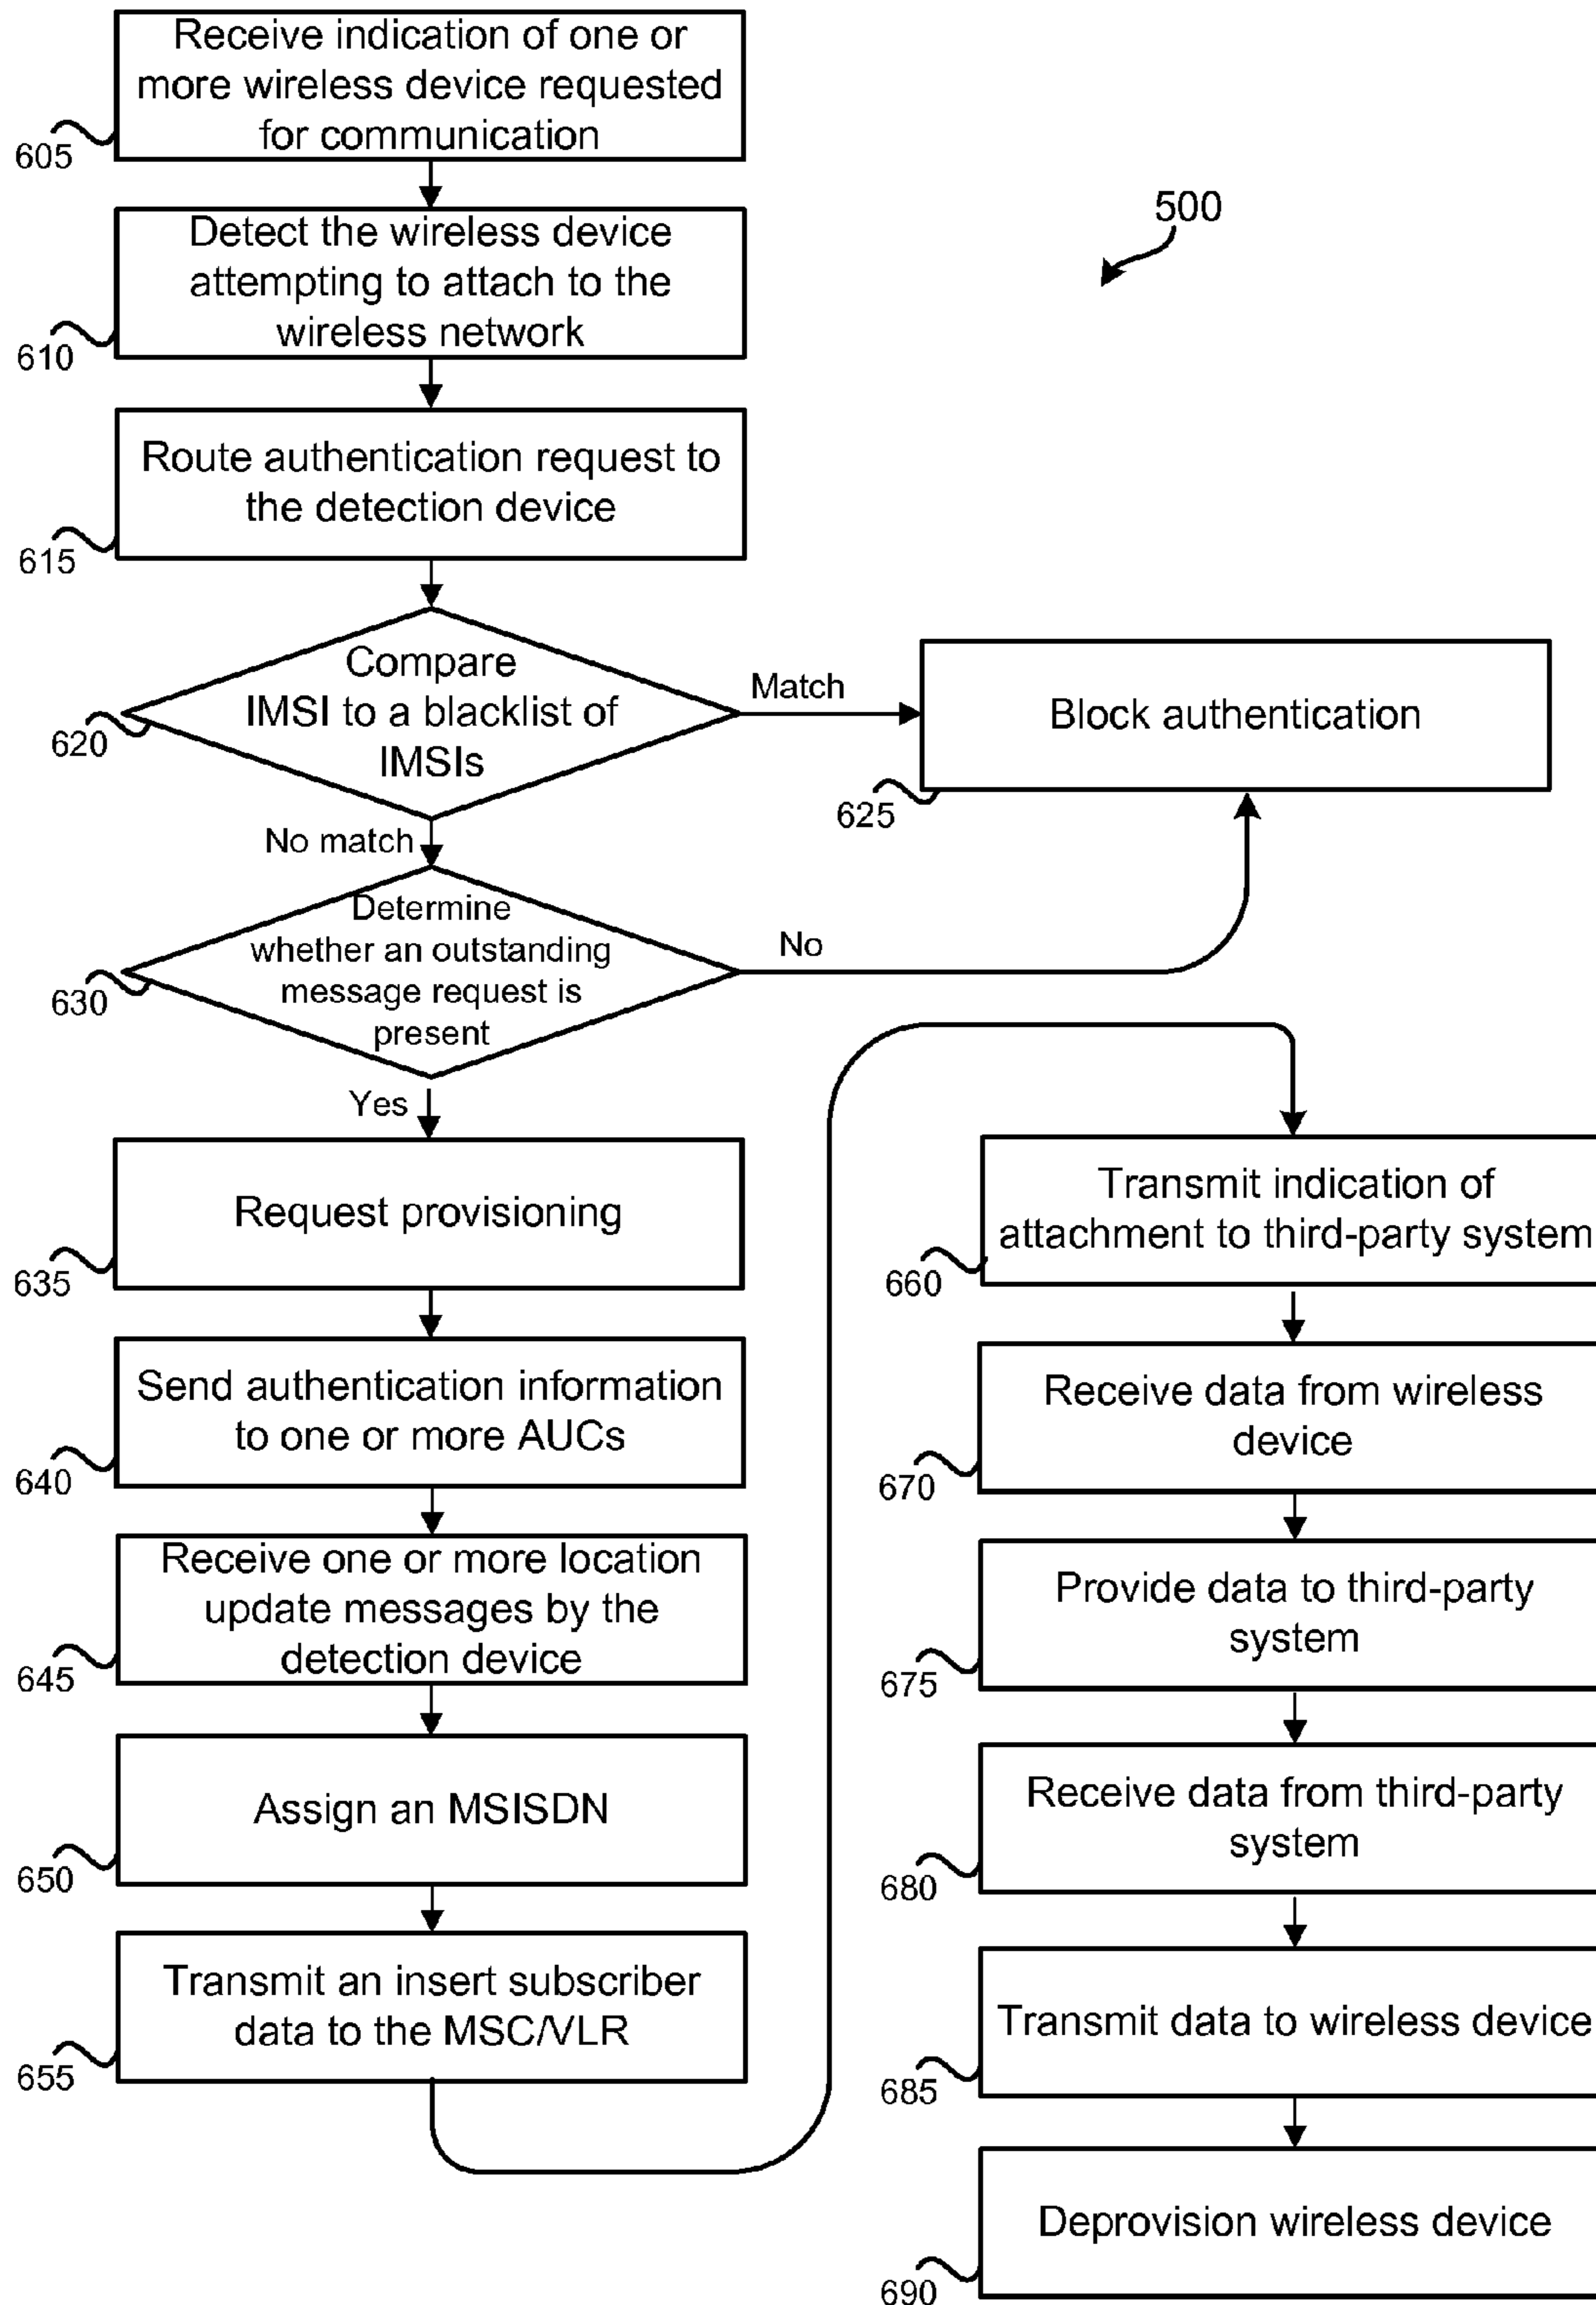 Receive indication of one or
more wireless device requested
for communication
605
500
Detect the wireless device
attempting to attach to the
wireless network
610
Route authentication request to
the detection device
615
Compare
IMSI to a blacklist of
IMSIs
620
Match
Block authentication
625
No match
Determine
whether an outstanding
message request is
present
630
No
Yes
Request provisioning
635
Send authentication information
to one or more AUCs
640
Receive one or more location
update messages by the
detection device
645
Assign an MSISDN
650
Transmit an insert subscriber
data to the MSC/VLR
655
Transmit indication of
attachment to third-party system
660
Receive data from wireless
device
670
Provide data to third-party
system
675
Receive data from third-party
system
680
Transmit data to wireless device
685
Deprovision wireless device
690